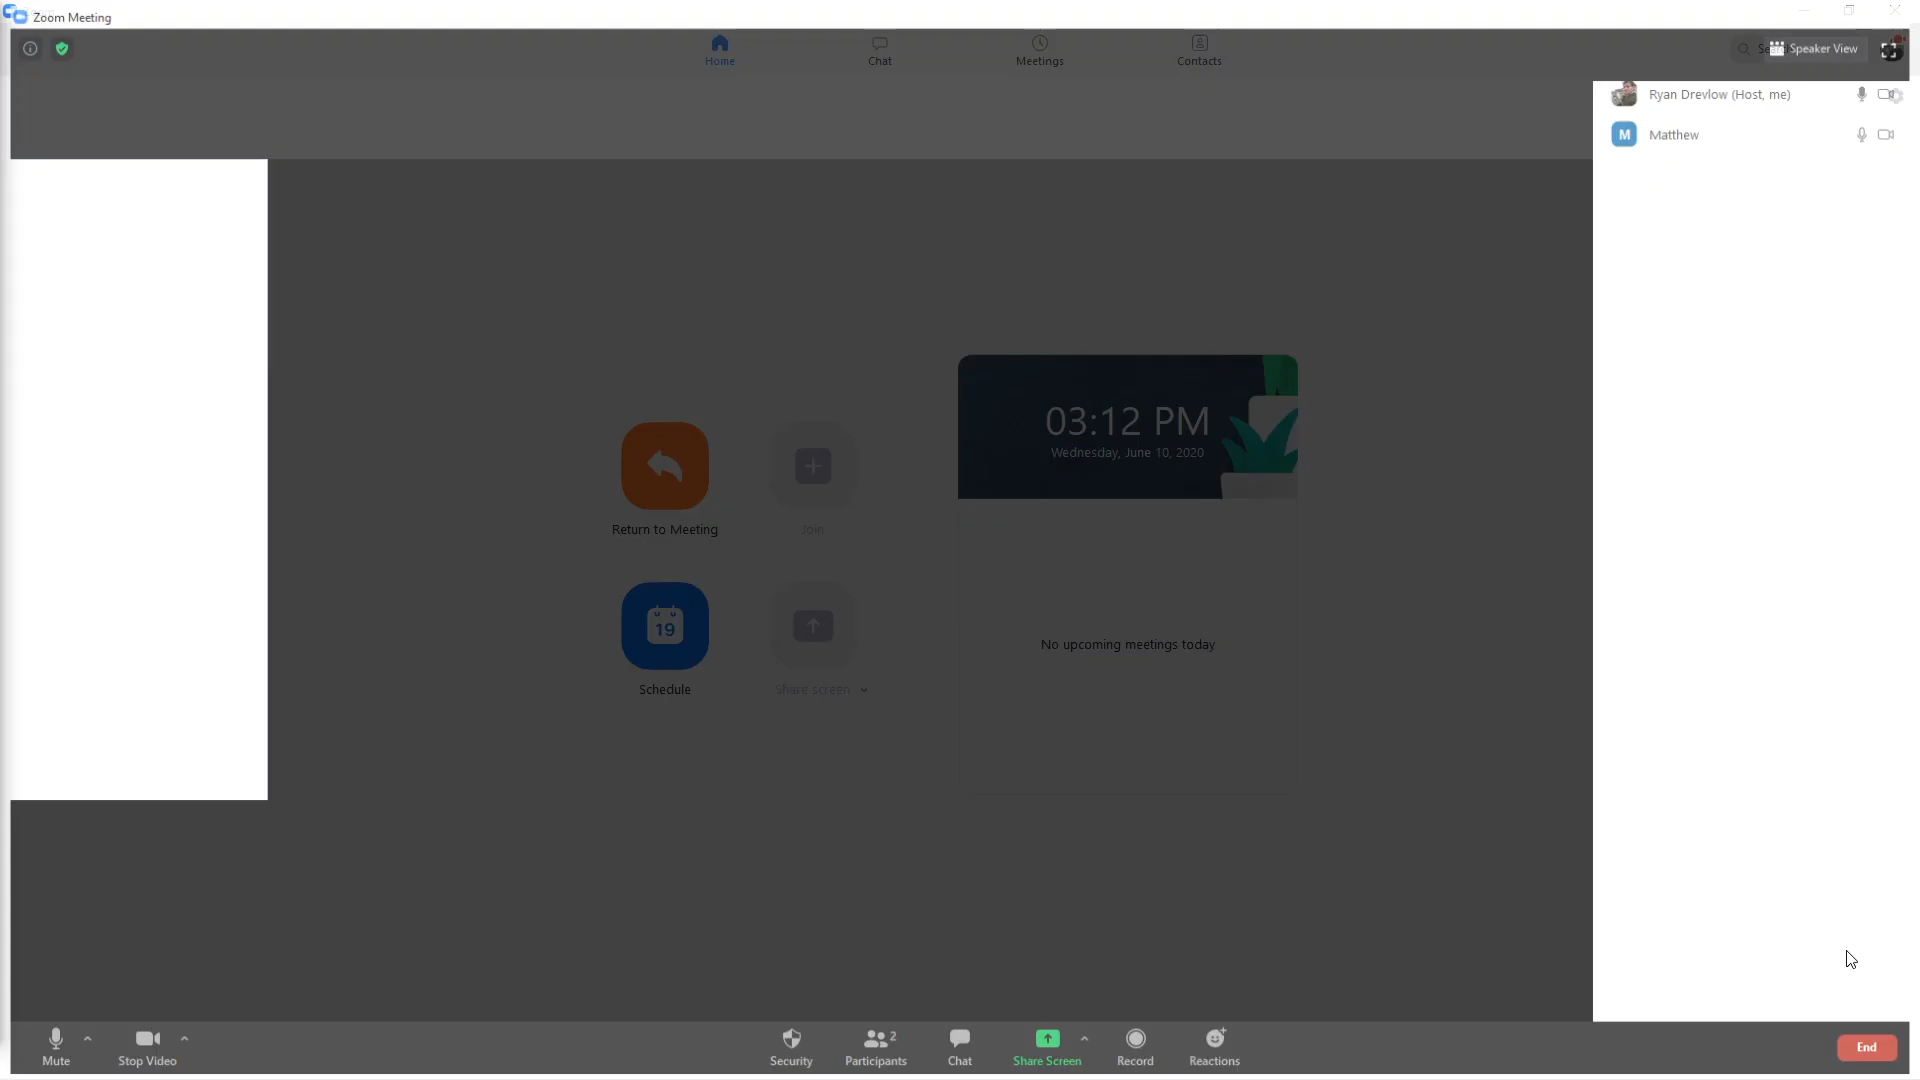 Zoom Meeting
Home
Chat
Meetings
Contacts
Speaker View
Ryan Drevlow (Host, me)
M
Matthew
03:12 PM
Wednesday, June 10, 2020
Return to Meeting
Join
19
Schedule
Share screen
No upcoming meetings today
Mute
Stop Video
Security
2
Participants
Chat
Share Screen
Record
Reactions
End